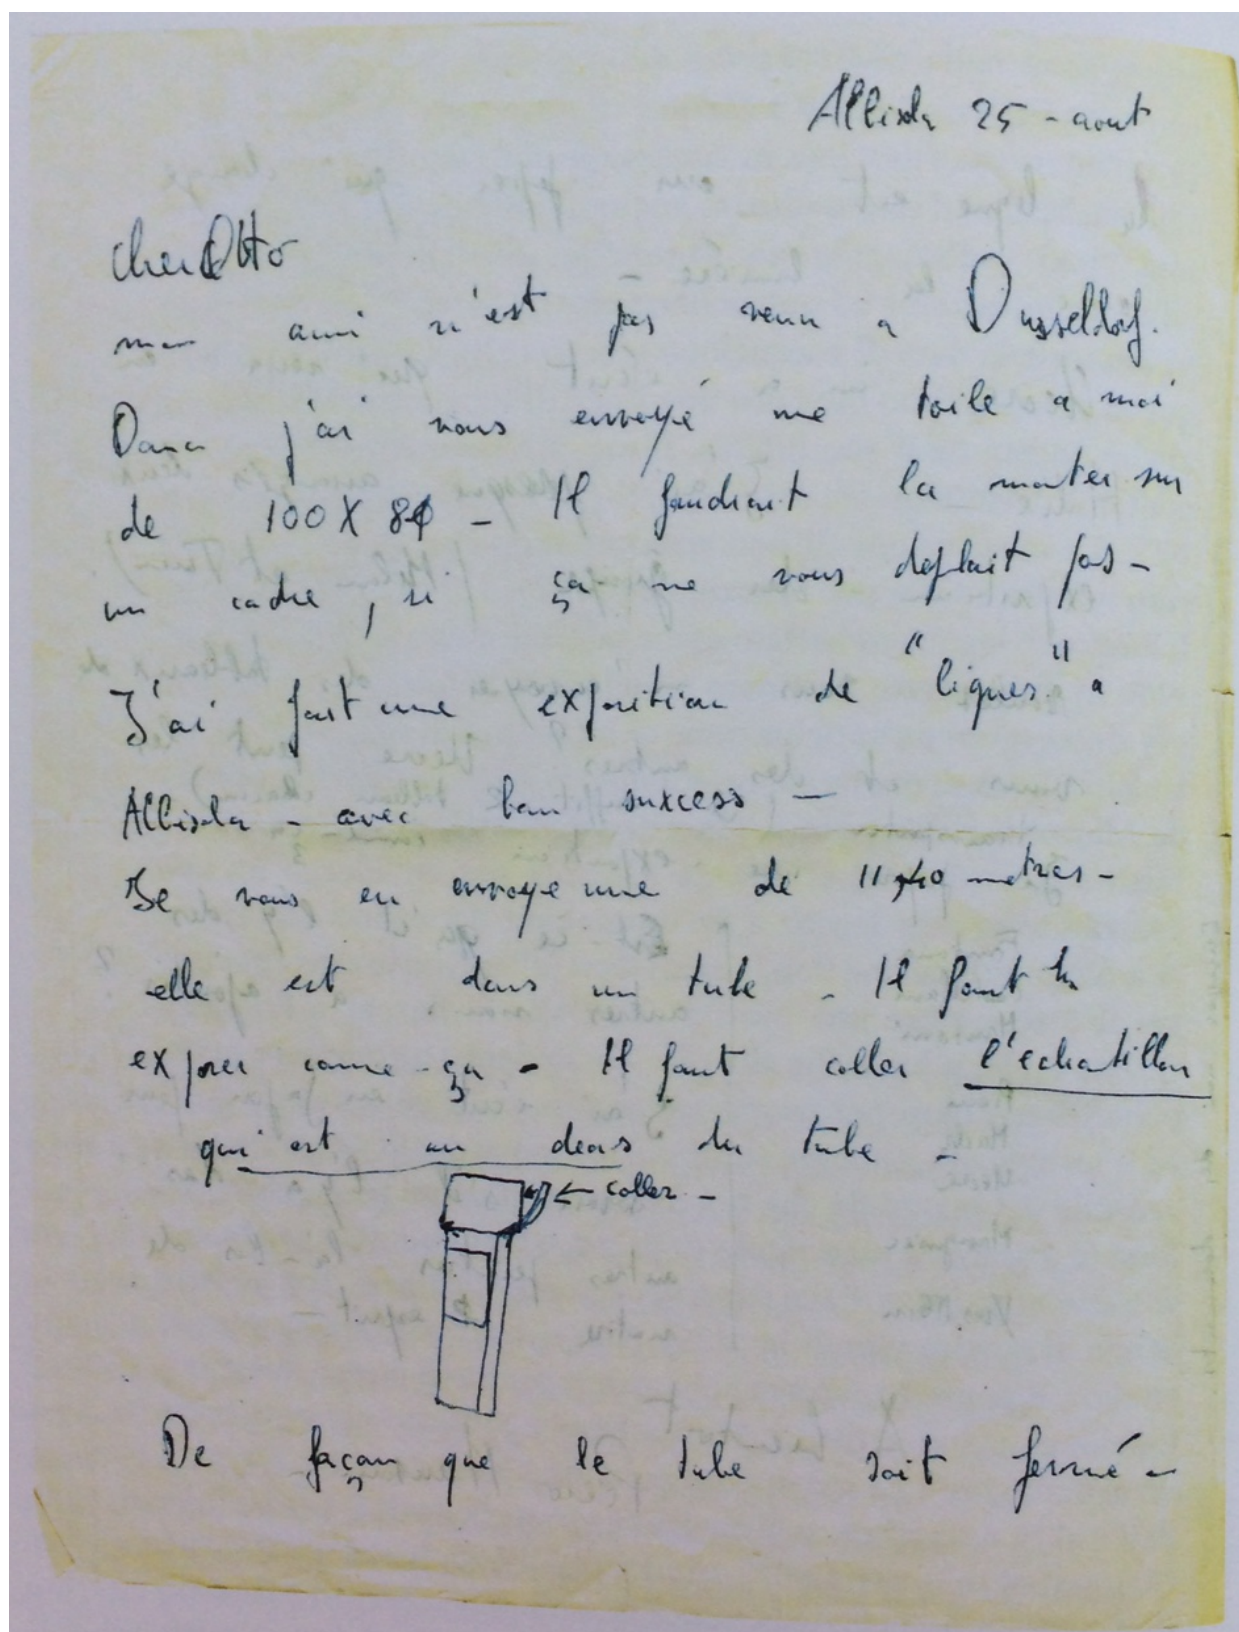 Albisola 25 - aout
cher Otto
mon ami n'est pas venu a Dusseldorf.
Donc j'ai vous envoyé une toile a moi
de 100 X 80 - Il faudrait la monter sur
un cadre, si ça ne vous deplait pas -
J'ai fait une exposition de "lignes" a
Albisola - avec bon success -
Je vous en envoye une de 11,40 metres -
elle est dans un tube - Il faut la
exposer comme ça - Il faut coller l'echatillon
qui est au deors du tube -
← coller -
De façon que le tube soit fermé -